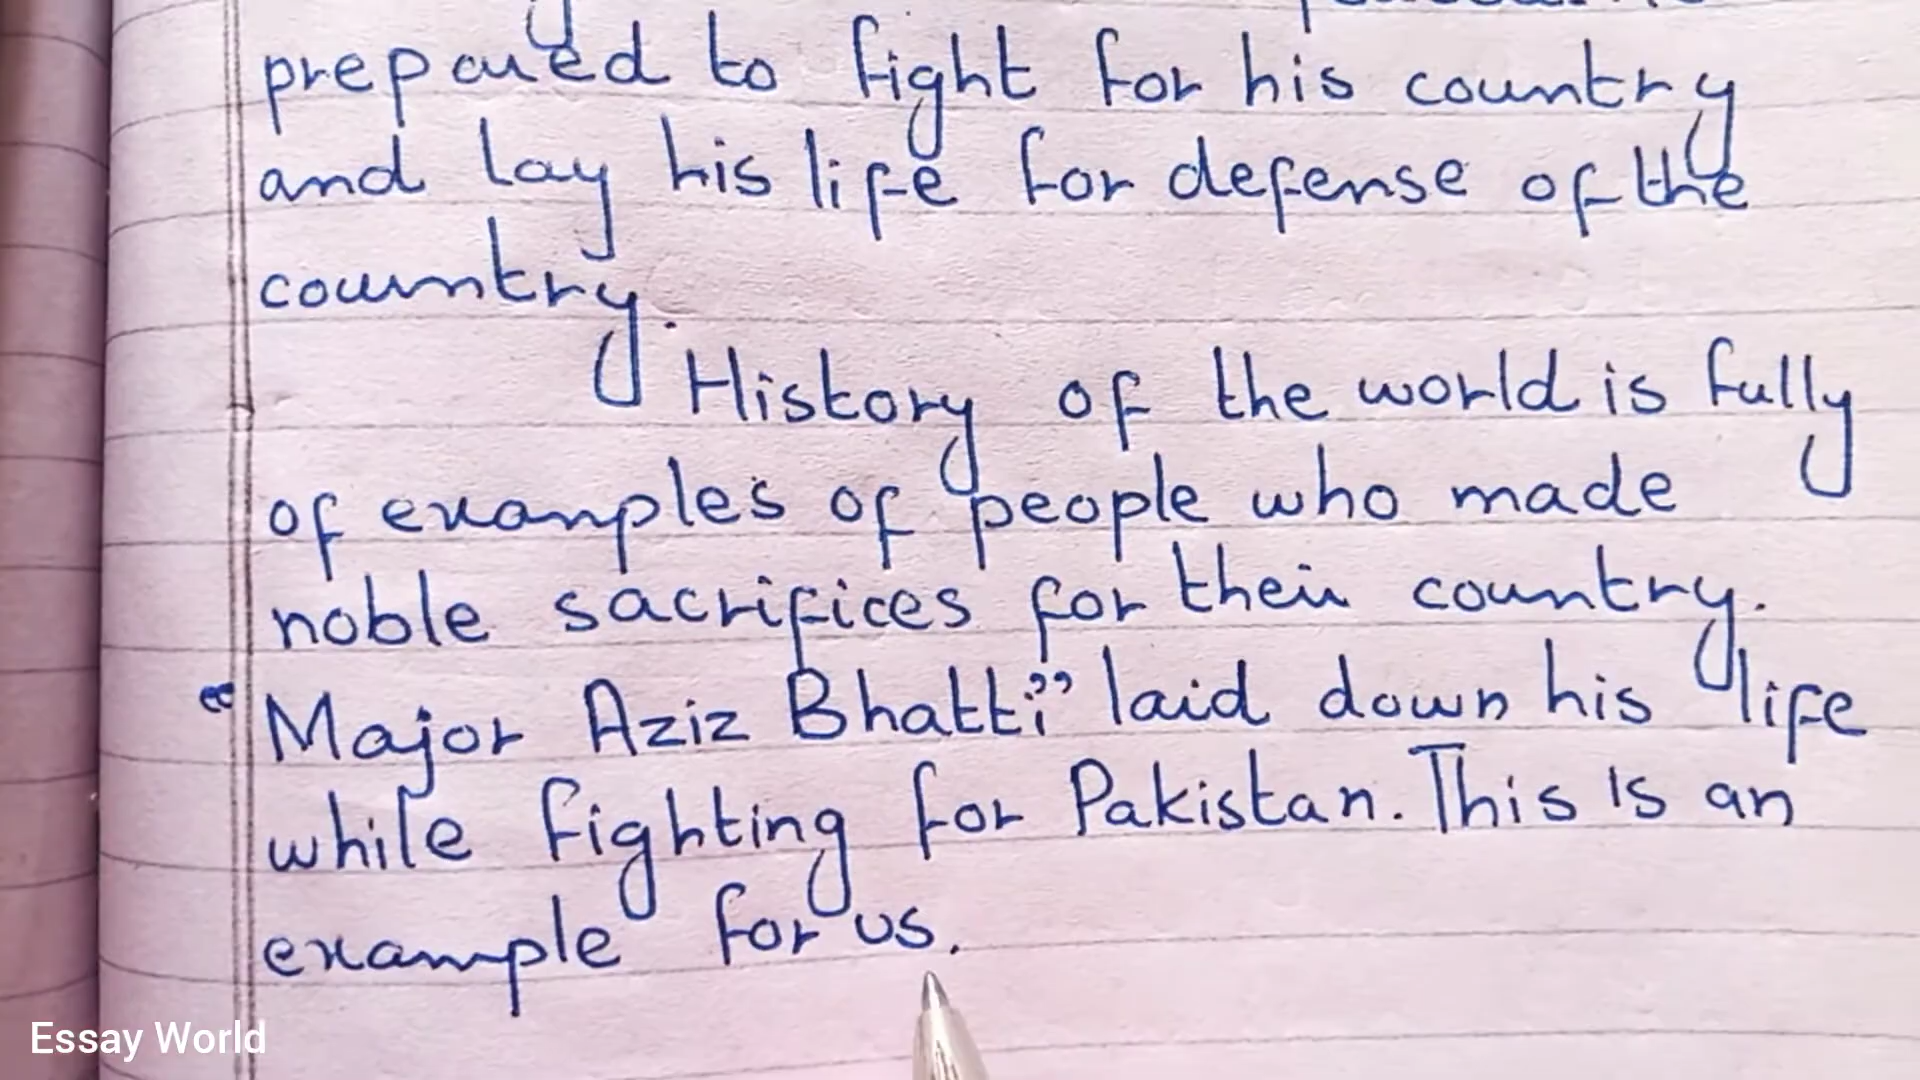 prepared to fight for his country
and lay his life for defense of the
country.
History of the world is fully
of examples of people who made
noble sacrifices for their country.
“Major Aziz Bhatti” laid down his life
while fighting for Pakistan. This is an
example for us.
Essay World